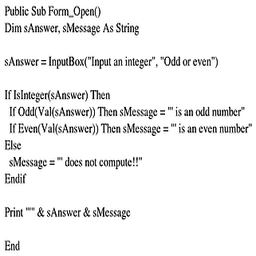 Public Sub Form_Open()
Dim sAnswer, sMessage As String
sAnswer = InputBox("Input an integer", "Odd or even")
If IsInteger(sAnswer) Then
If Odd(Val(sAnswer)) Then sMessage = "' is an odd number"
If Even(Val(sAnswer)) Then sMessage = "' is an even number"
Else
sMessage = "' does not compute!!"
Endif
Print "'" & sAnswer & sMessage
End